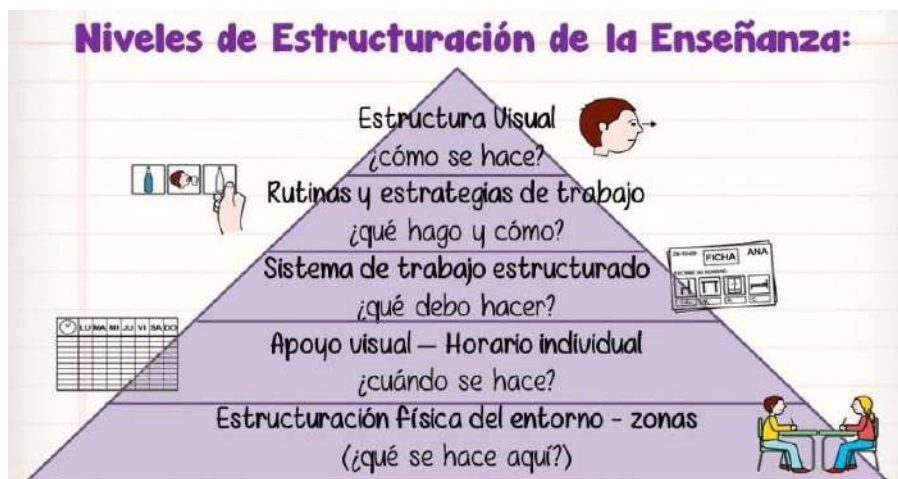 Niveles de Estructuración de la Enseñanza:
Estructura Visual
¿cómo se hace?
Rutinas y estrategias de trabajo
¿qué hago y cómo?
Sistema de trabajo estructurado
¿qué debo hacer?
FICHA ANA
Apoyo visual – Horario individual
¿cuándo se hace?
LU MA MI JU VI SA DO
Estructuración física del entorno - zonas
(¿qué se hace aquí?)